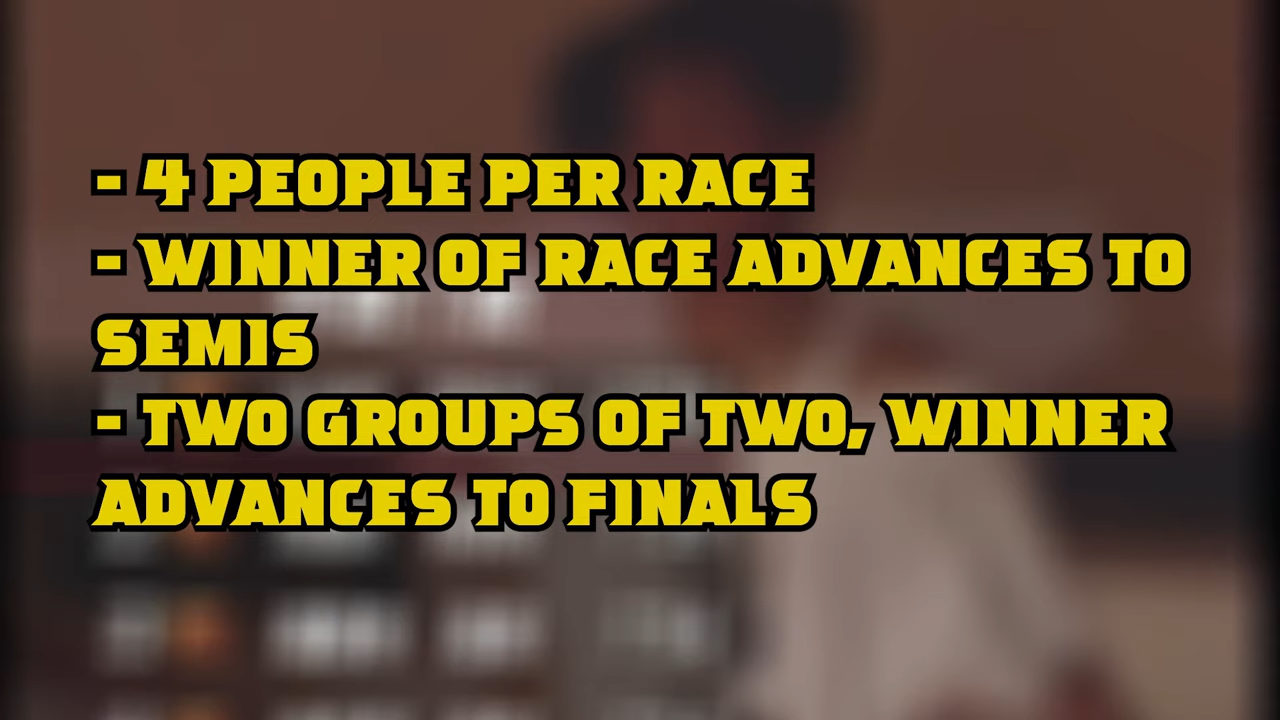 - 4 PEOPLE PER RACE
- WINNER OF RACE ADVANCES TO
SEMIS
- TWO GROUPS OF TWO, WINNER
ADVANCES TO FINALS